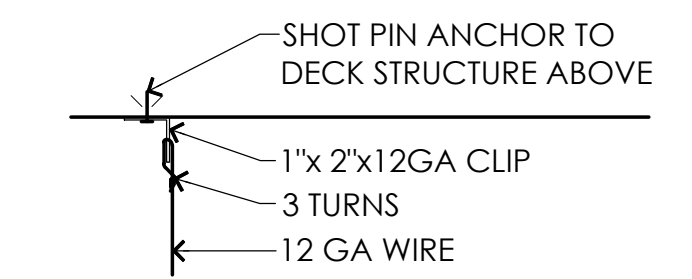 SHOT PIN ANCHOR TO
DECK STRUCTURE ABOVE
1"x 2"x12GA CLIP
3 TURNS
12 GA WIRE